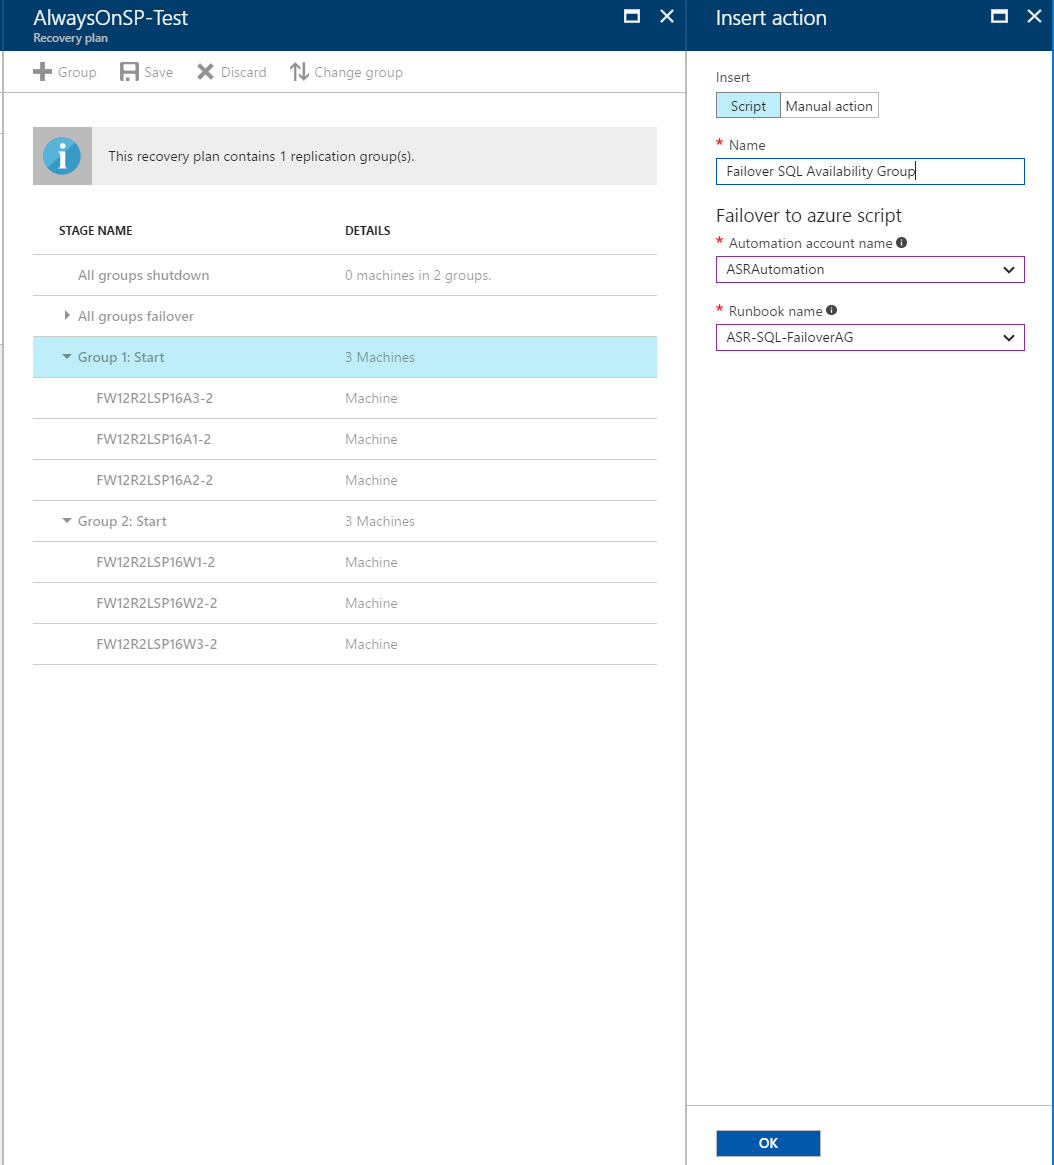 AlwaysOnSP-Test
Recovery plan
Group Save Discard Change group
This recovery plan contains 1 replication group(s).
STAGE NAME DETAILS
All groups shutdown 0 machines in 2 groups.
All groups failover
Group 1: Start 3 Machines
FW12R2LSP16A3-2 Machine
FW12R2LSP16A1-2 Machine
FW12R2LSP16A2-2 Machine
Group 2: Start 3 Machines
FW12R2LSP16W1-2 Machine
FW12R2LSP16W2-2 Machine
FW12R2LSP16W3-2 Machine
Insert action
Insert
Script Manual action
* Name
Failover SQL Availability Group
Failover to azure script
* Automation account name
ASRAutomation
* Runbook name
ASR-SQL-FailoverAG
OK